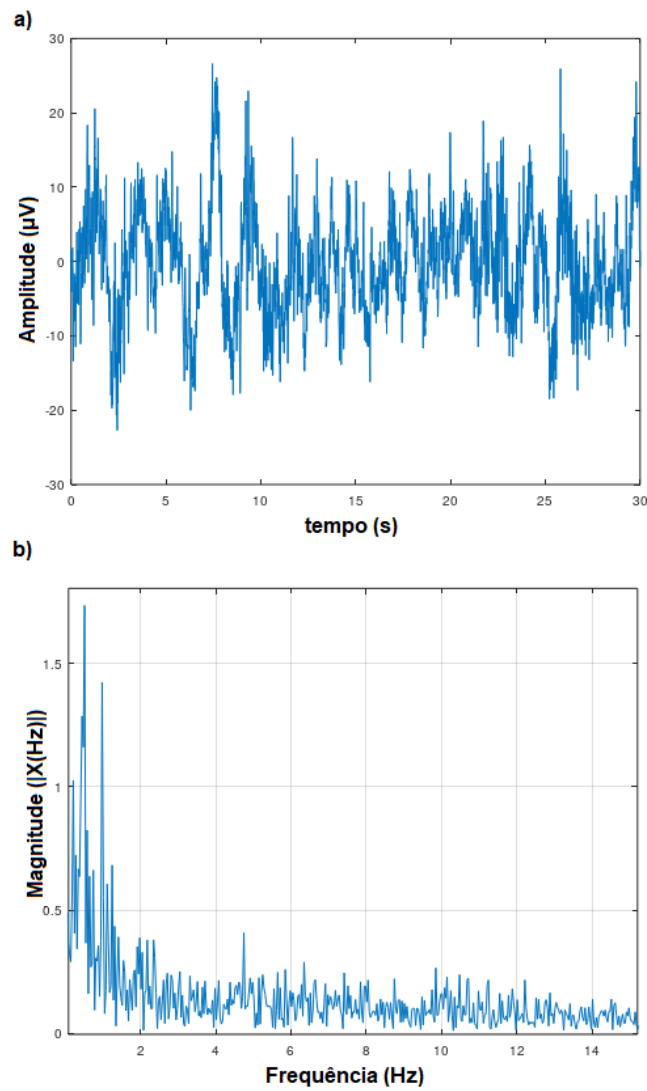 a)
30
20
10
0
-10
-20
-30
Amplitude (µV)
0 5 10 15 20 25 30
tempo (s)
b)
1.5
1
0.5
0
Magnitude (|X(Hz)|)
2 4 6 8 10 12 14
Frequência (Hz)